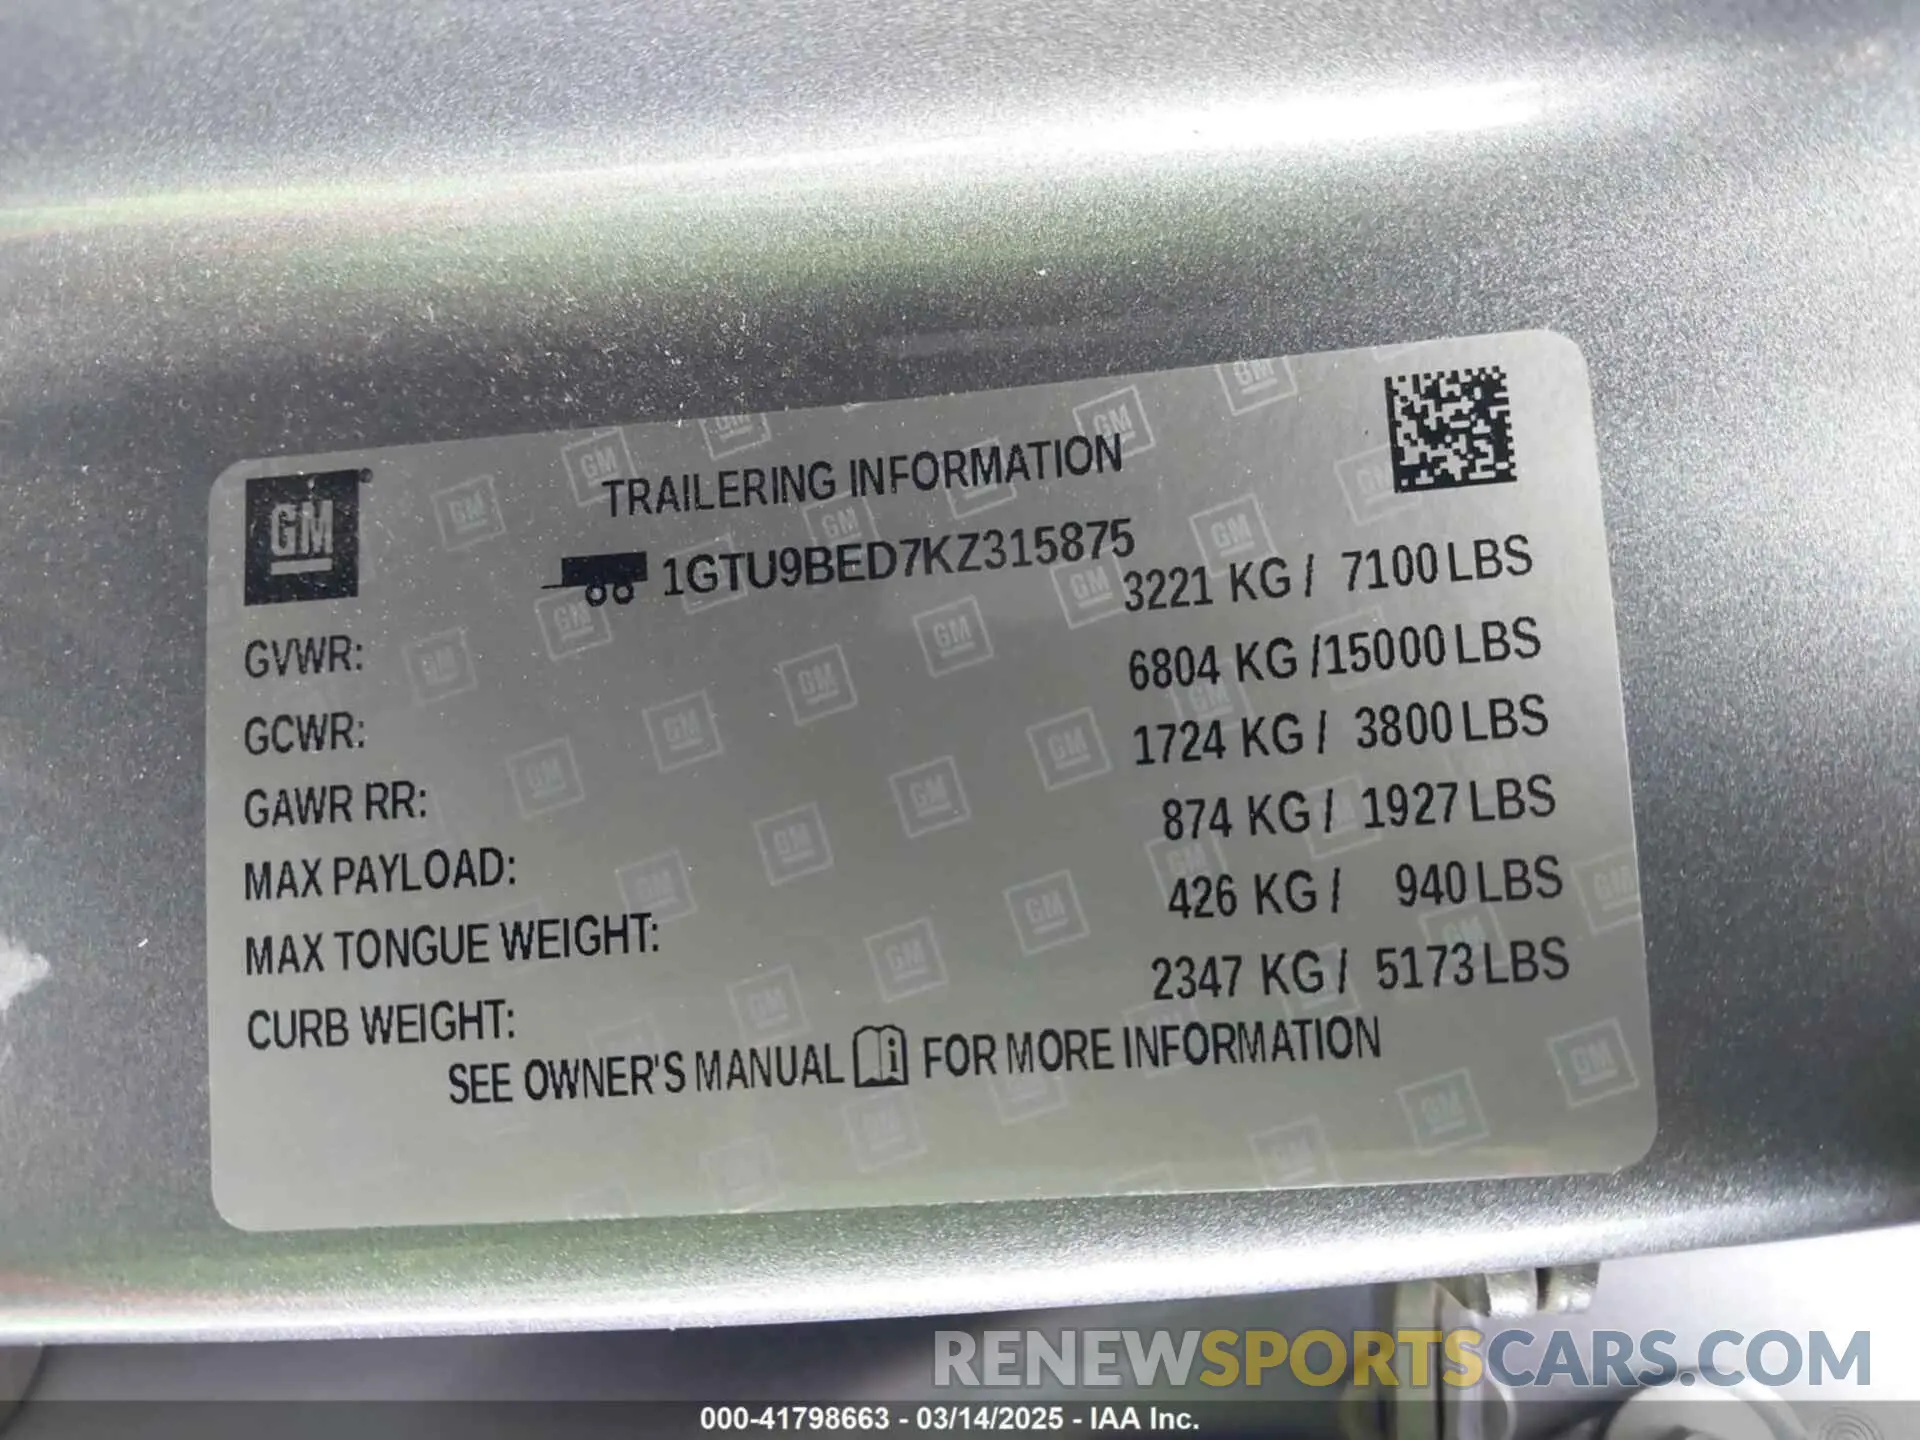 GM
TRAILERING INFORMATION
1GTU9BED7KZ315875
GVWR: 3221 KG / 7100 LBS
GCWR: 6804 KG /15000 LBS
GAWR RR: 1724 KG / 3800 LBS
MAX PAYLOAD: 874 KG / 1927 LBS
MAX TONGUE WEIGHT: 426 KG / 940 LBS
CURB WEIGHT: 2347 KG / 5173 LBS
SEE OWNER'S MANUAL FOR MORE INFORMATION
RENEWSPORTSCARS.COM
000-41798663 - 03/14/2025 - IAA Inc.